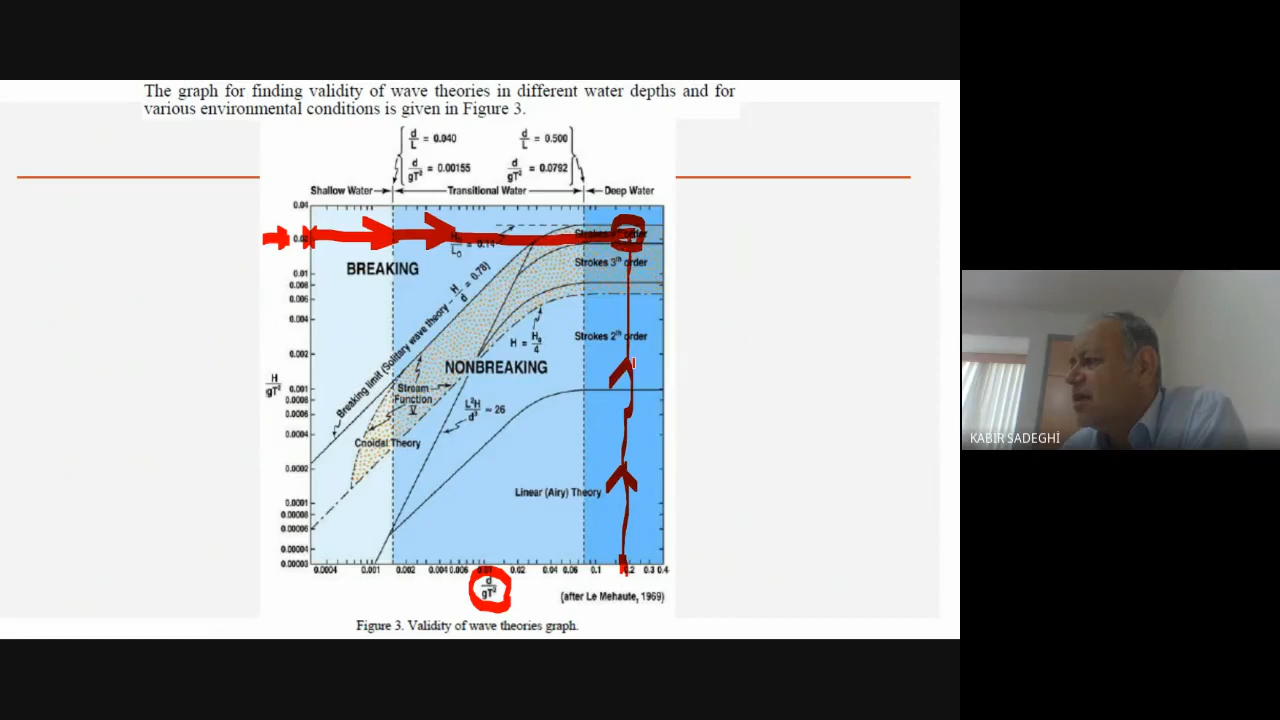 The graph for finding validity of wave theories in different water depths and for
various environmental conditions is given in Figure 3.
d/L = 0.040
d/L = 0.500
d/gT² = 0.00155
d/gT² = 0.0792
Shallow Water
Transitional Water
Deep Water
0.04
0.02
0.01
0.008
0.006
0.004
0.002
0.001
0.0008
0.0006
0.0004
0.0002
0.0001
0.00008
0.00006
0.00004
0.00003
H/gT²
BREAKING
Strokes order
Strokes 3th order
Strokes 2th order
Breaking limit (Solitary wave theory – H/d = 0.78)
H = H₀/4
NONBREAKING
Stream
Function
V
L²H/d³ ~ 26
Cnoidal Theory
Linear (Airy) Theory
0.0004
0.001
0.002
0.004
0.006
0.01
0.02
0.04
0.06
0.1
0.2
0.3
0.4
d/gT²
(after Le Mehaute, 1969)
Figure 3. Validity of wave theories graph.
KABIR SADEGHİ